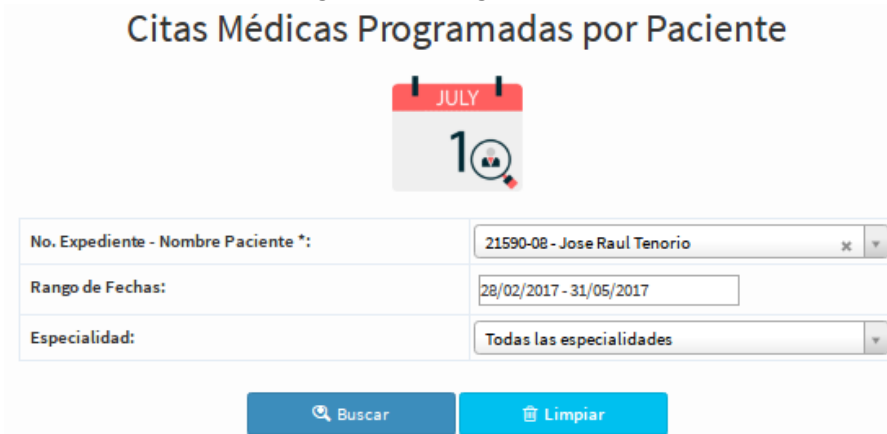 Citas Médicas Programadas por Paciente
JULY
1
No. Expediente - Nombre Paciente *: 21590-08 - Jose Raul Tenorio ×
Rango de Fechas: 28/02/2017 - 31/05/2017
Especialidad: Todas las especialidades
Buscar Limpiar